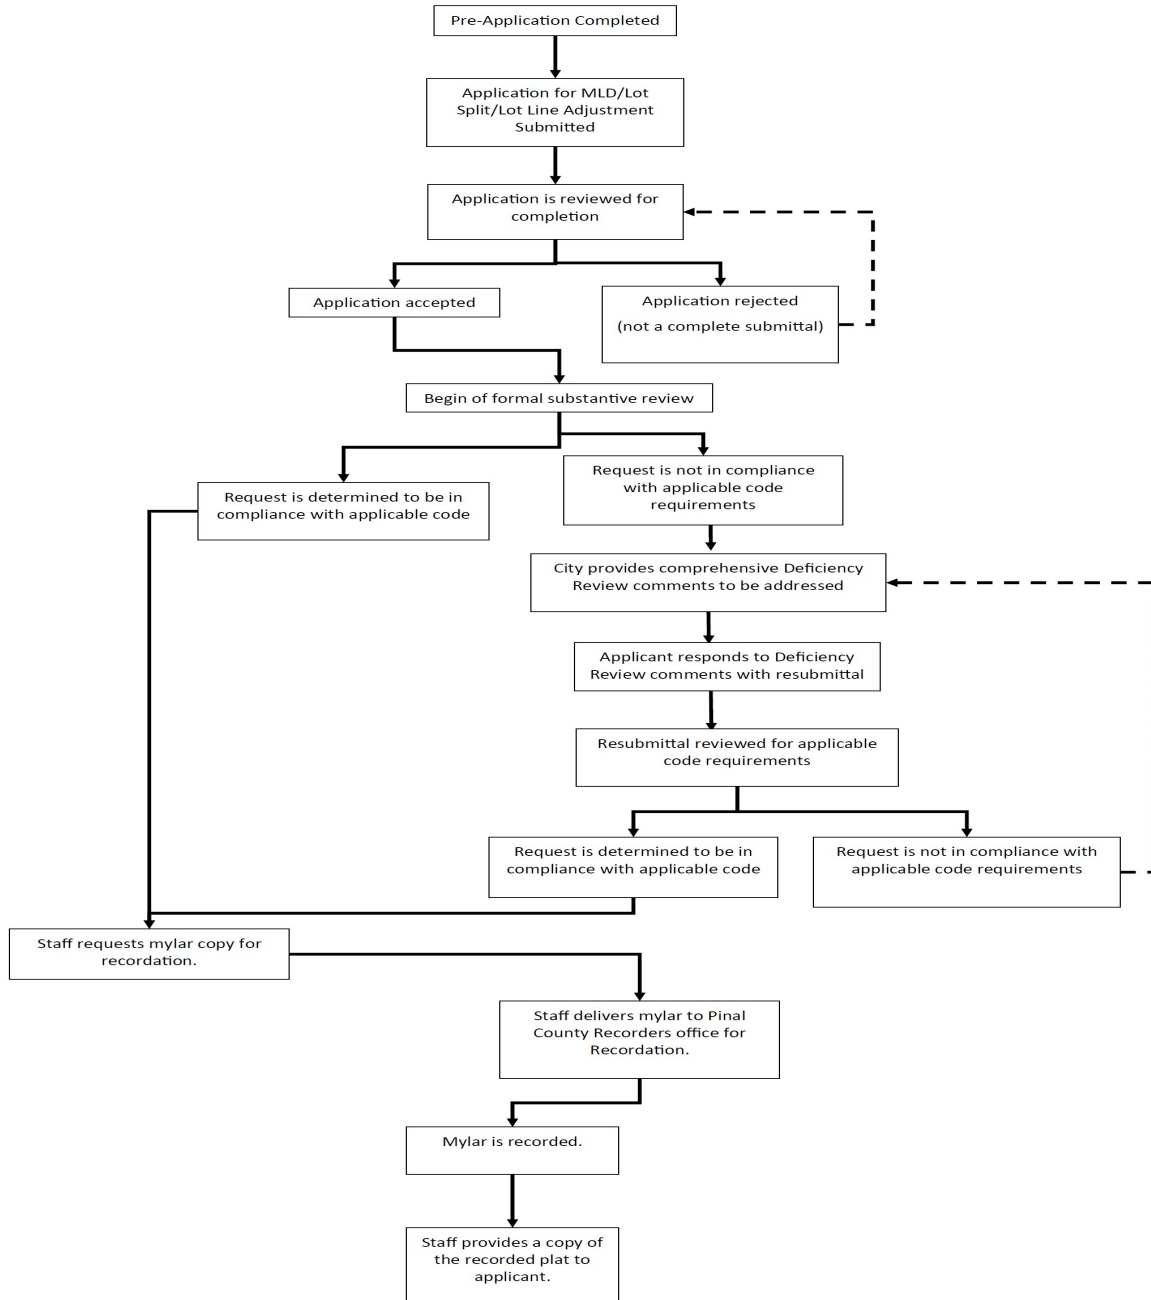 Pre-Application Completed
Application for MLD/Lot
Split/Lot Line Adjustment
Submitted
Application is reviewed for
completion
Application accepted
Application rejected
(not a complete submittal)
Begin of formal substantive review
Request is determined to be in
compliance with applicable code
Request is not in compliance
with applicable code
requirements
City provides comprehensive Deficiency
Review comments to be addressed
Applicant responds to Deficiency
Review comments with resubmittal
Resubmittal reviewed for applicable
code requirements
Request is determined to be in
compliance with applicable code
Request is not in compliance with
applicable code requirements
Staff requests mylar copy for
recordation.
Staff delivers mylar to Pinal
County Recorders office for
Recordation.
Mylar is recorded.
Staff provides a copy of
the recorded plat to
applicant.